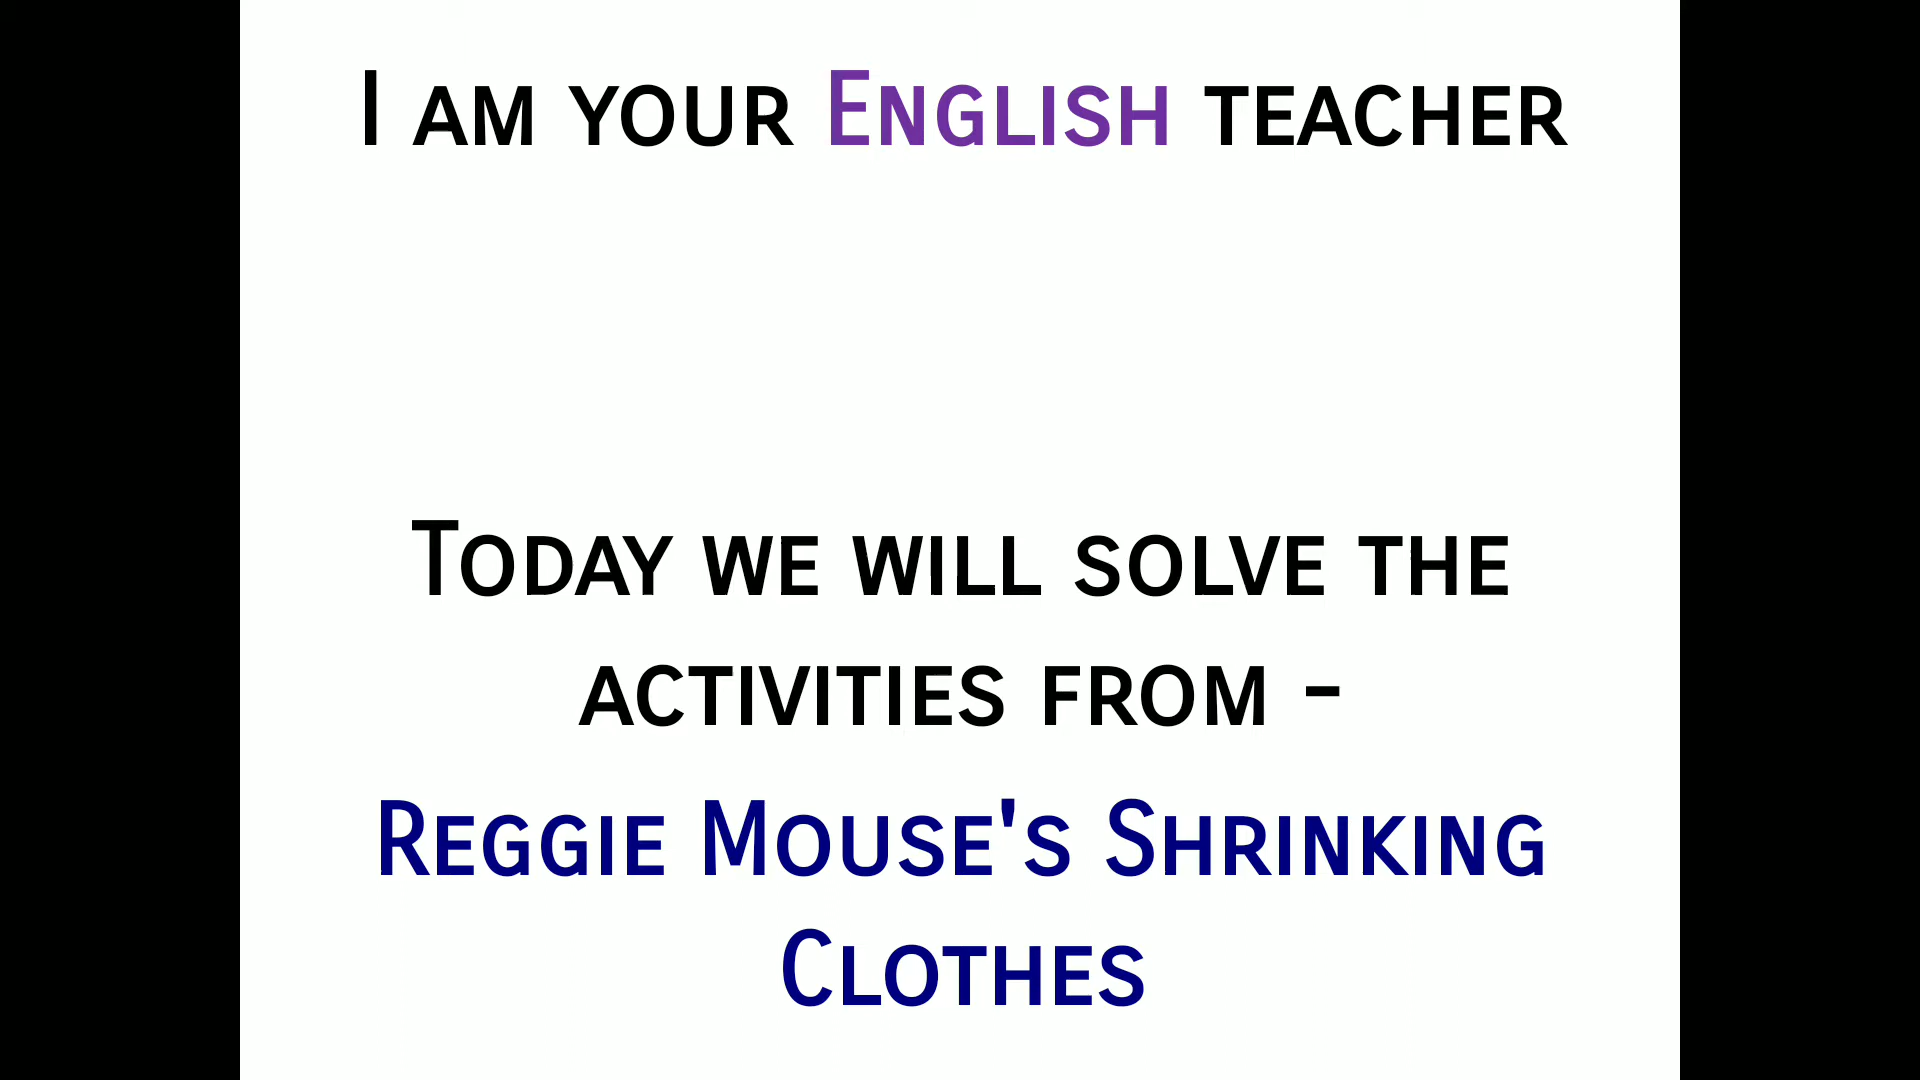 I am your English teacher
Today we will solve the
activities from -
Reggie Mouse's Shrinking
Clothes